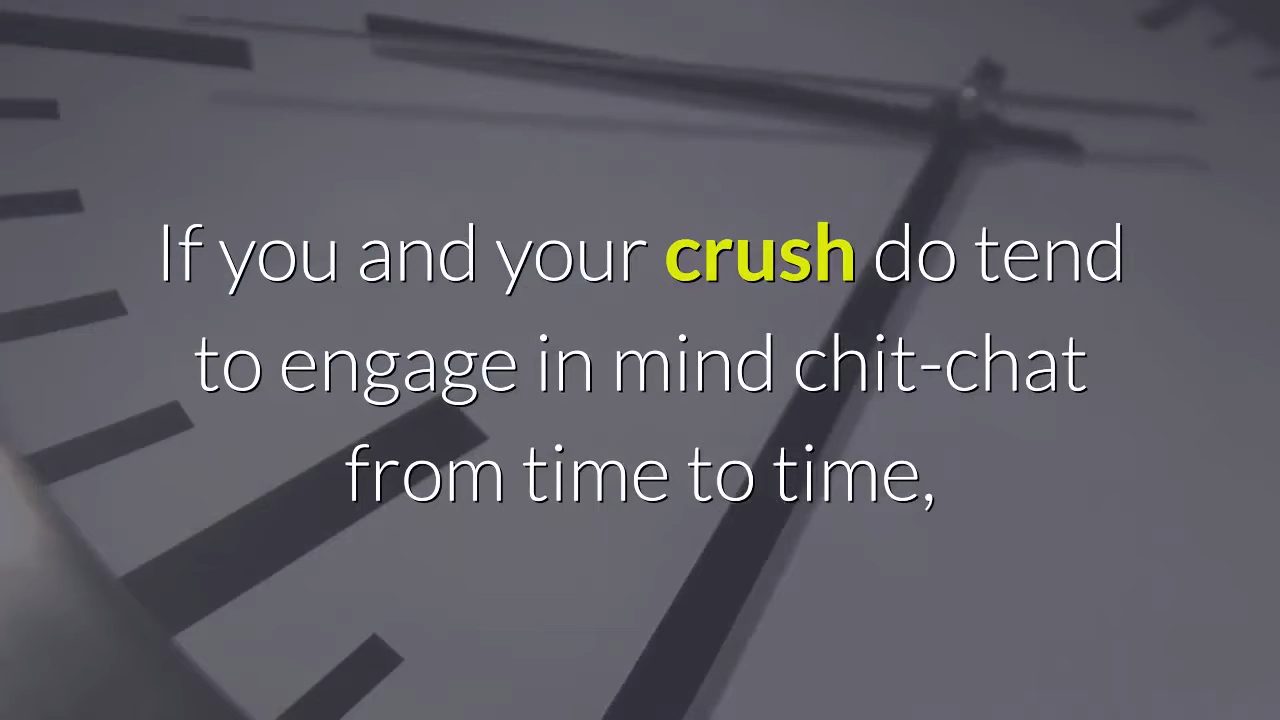 If you and your crush do tend
to engage in mind chit-chat
from time to time,